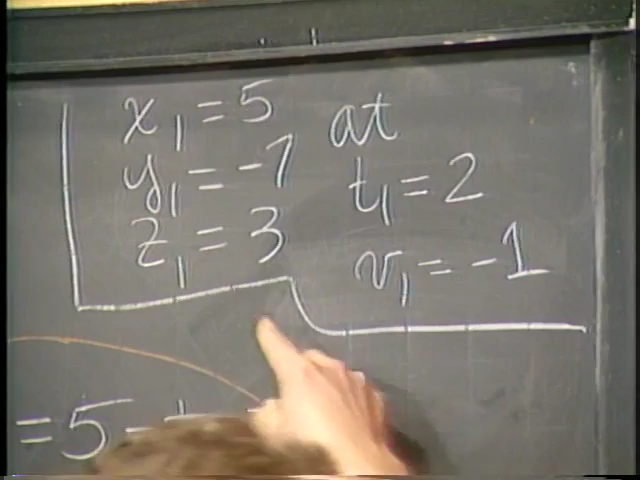 x₁ = 5 at
y₁ = -7 t₁ = 2
z₁ = 3 v₁ = -1
= 5